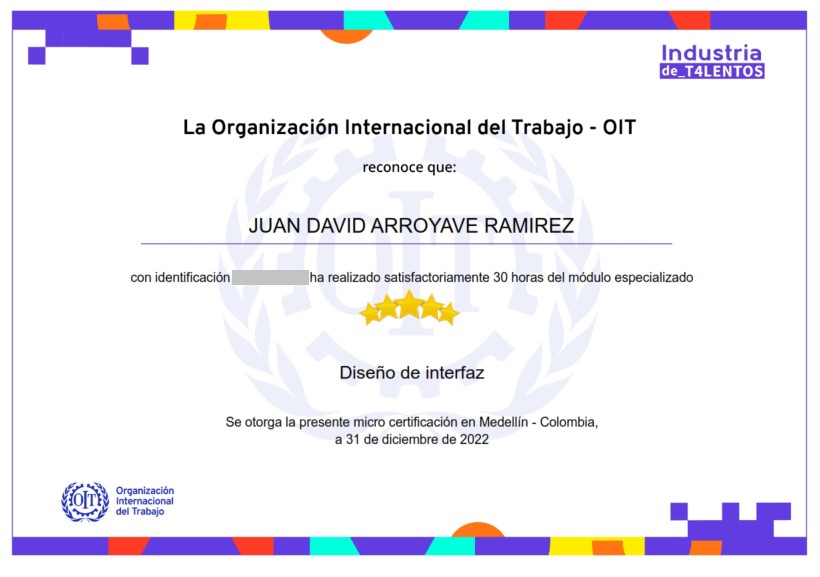 Industria
de_T4LENTOS
La Organización Internacional del Trabajo - OIT
reconoce que:
JUAN DAVID ARROYAVE RAMIREZ
con identificación ha realizado satisfactoriamente 30 horas del módulo especializado
Diseño de interfaz
Se otorga la presente micro certificación en Medellín - Colombia,
a 31 de diciembre de 2022
OIT
Organización
Internacional
del Trabajo